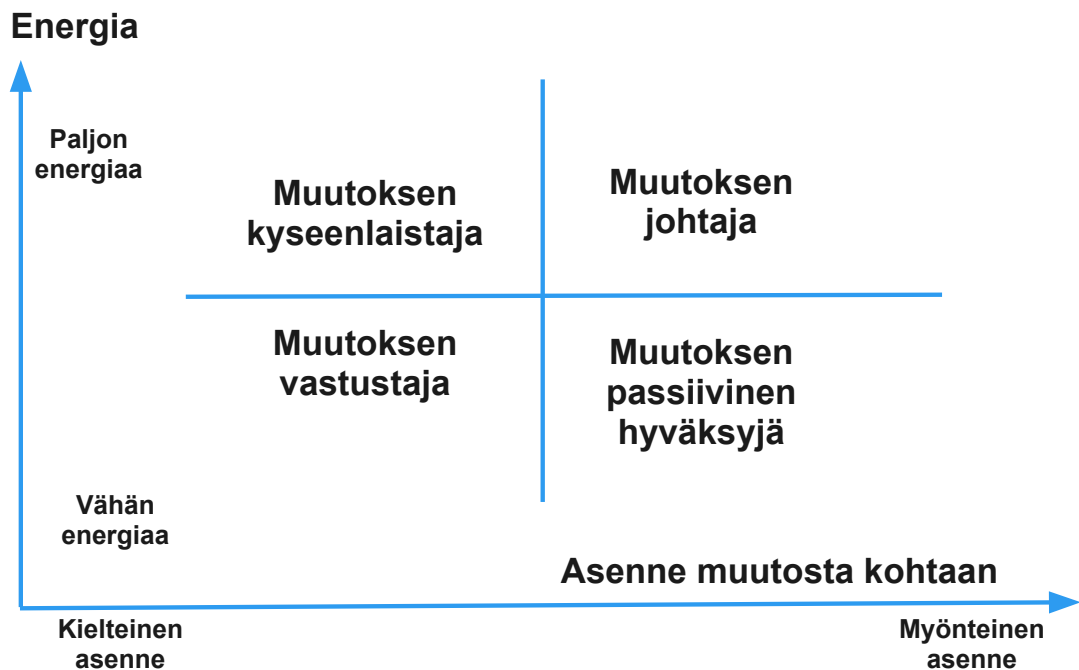 Energia
Paljon
energiaa
Muutoksen
kyseenlaistaja
Muutoksen
johtaja
Muutoksen
vastustaja
Muutoksen
passiivinen
hyväksyjä
Vähän
energiaa
Asenne muutosta kohtaan
Kielteinen
asenne
Myönteinen
asenne